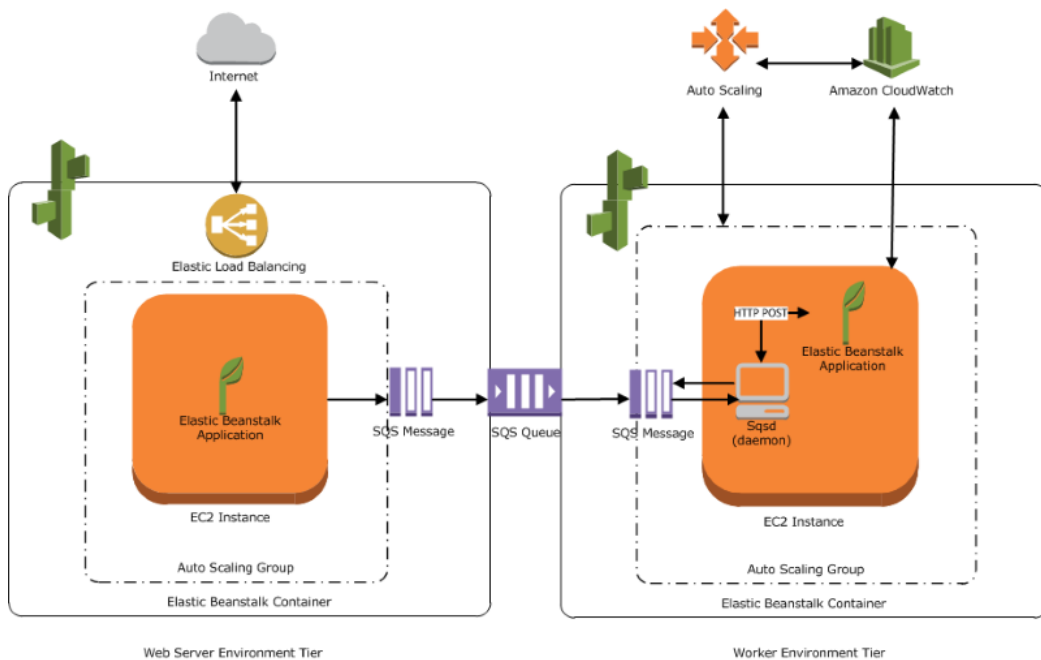 Internet
Auto Scaling
Amazon CloudWatch
Elastic Load Balancing
Elastic Beanstalk
Application
EC2 Instance
Auto Scaling Group
Elastic Beanstalk Container
Web Server Environment Tier
SQS Message
SQS Queue
SQS Message
HTTP POST
Elastic Beanstalk
Application
Sqsd
(daemon)
EC2 Instance
Auto Scaling Group
Elastic Beanstalk Container
Worker Environment Tier